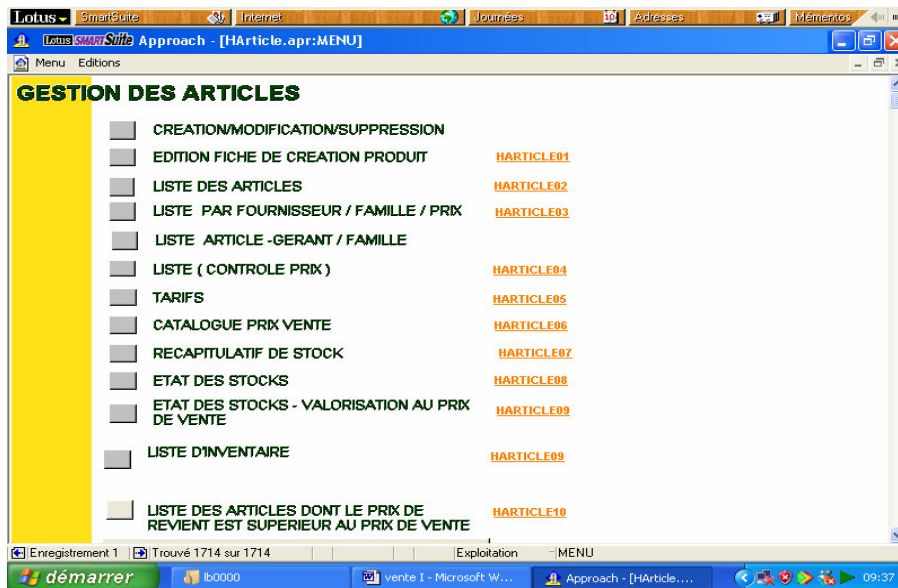 Lotus SmartSuite Internet Journées Adresses Mémentos
Lotus SMARTSuite Approach - [HArticle.apr:MENU]
Menu Editions
GESTION DES ARTICLES
CREATION/MODIFICATION/SUPPRESSION
EDITION FICHE DE CREATION PRODUIT HARTICLE01
LISTE DES ARTICLES HARTICLE02
LISTE PAR FOURNISSEUR / FAMILLE / PRIX HARTICLE03
LISTE ARTICLE -GERANT / FAMILLE
LISTE ( CONTROLE PRIX ) HARTICLE04
TARIFS HARTICLE05
CATALOGUE PRIX VENTE HARTICLE06
RECAPITULATIF DE STOCK HARTICLE07
ETAT DES STOCKS HARTICLE08
ETAT DES STOCKS - VALORISATION AU PRIX
DE VENTE HARTICLE09
LISTE D'INVENTAIRE HARTICLE09
LISTE DES ARTICLES DONT LE PRIX DE
REVIENT EST SUPERIEUR AU PRIX DE VENTE HARTICLE10
Enregistrement 1 Trouvé 1714 sur 1714 Exploitation MENU
démarrer lb0000 vente I - Microsoft W... Approach - [HArticle.... 09:37